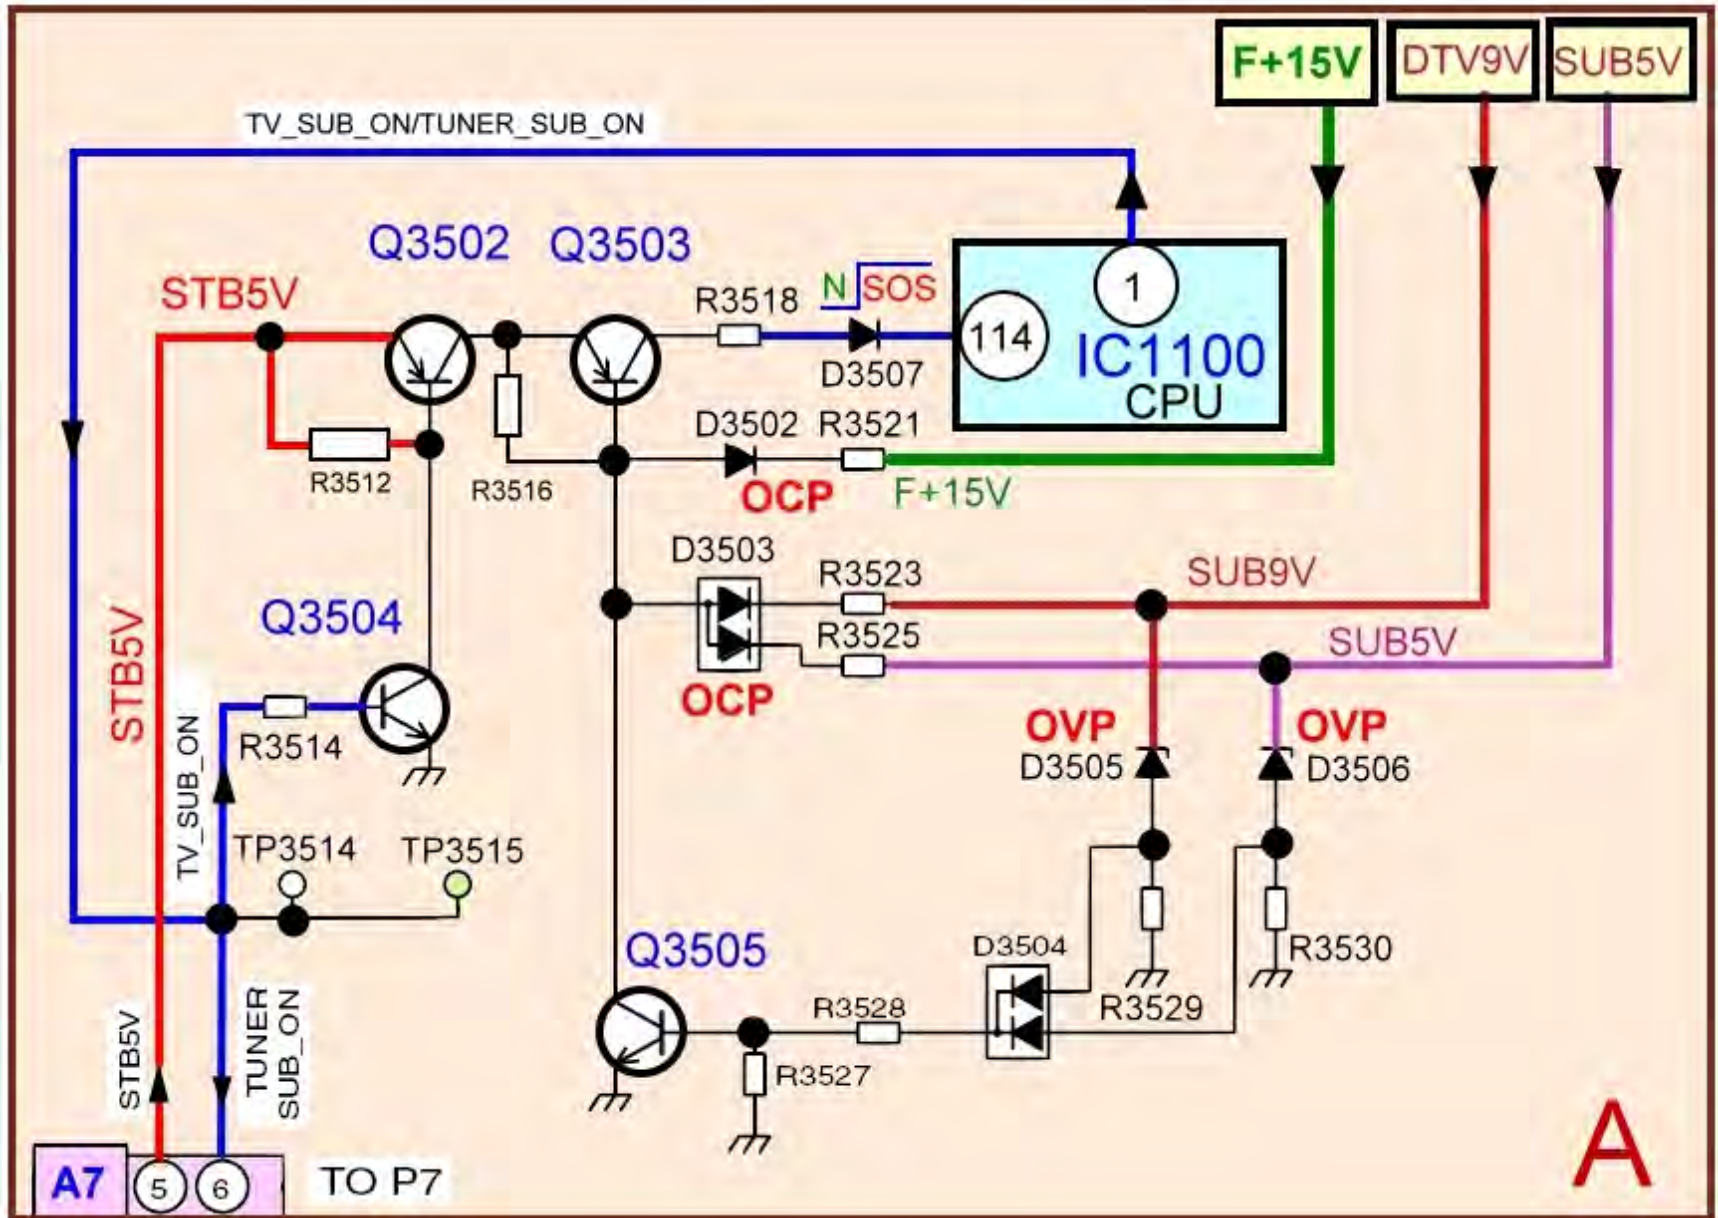 F+15V DTV9V SUB5V
TV_SUB_ON/TUNER_SUB_ON
Q3502 Q3503
STB5V
R3518 N SOS
1
114
IC1100
CPU
D3507
D3502 R3521
R3512
R3516
OCP F+15V
D3503
R3523 SUB9V
Q3504
R3525 SUB5V
STB5V
OCP
TV_SUB_ON
R3514
OVP OVP
D3505 D3506
TP3514 TP3515
Q3505
D3504
R3530
R3528 R3529
STB5V
TUNER
SUB_ON
R3527
A
A7 5 6 TO P7